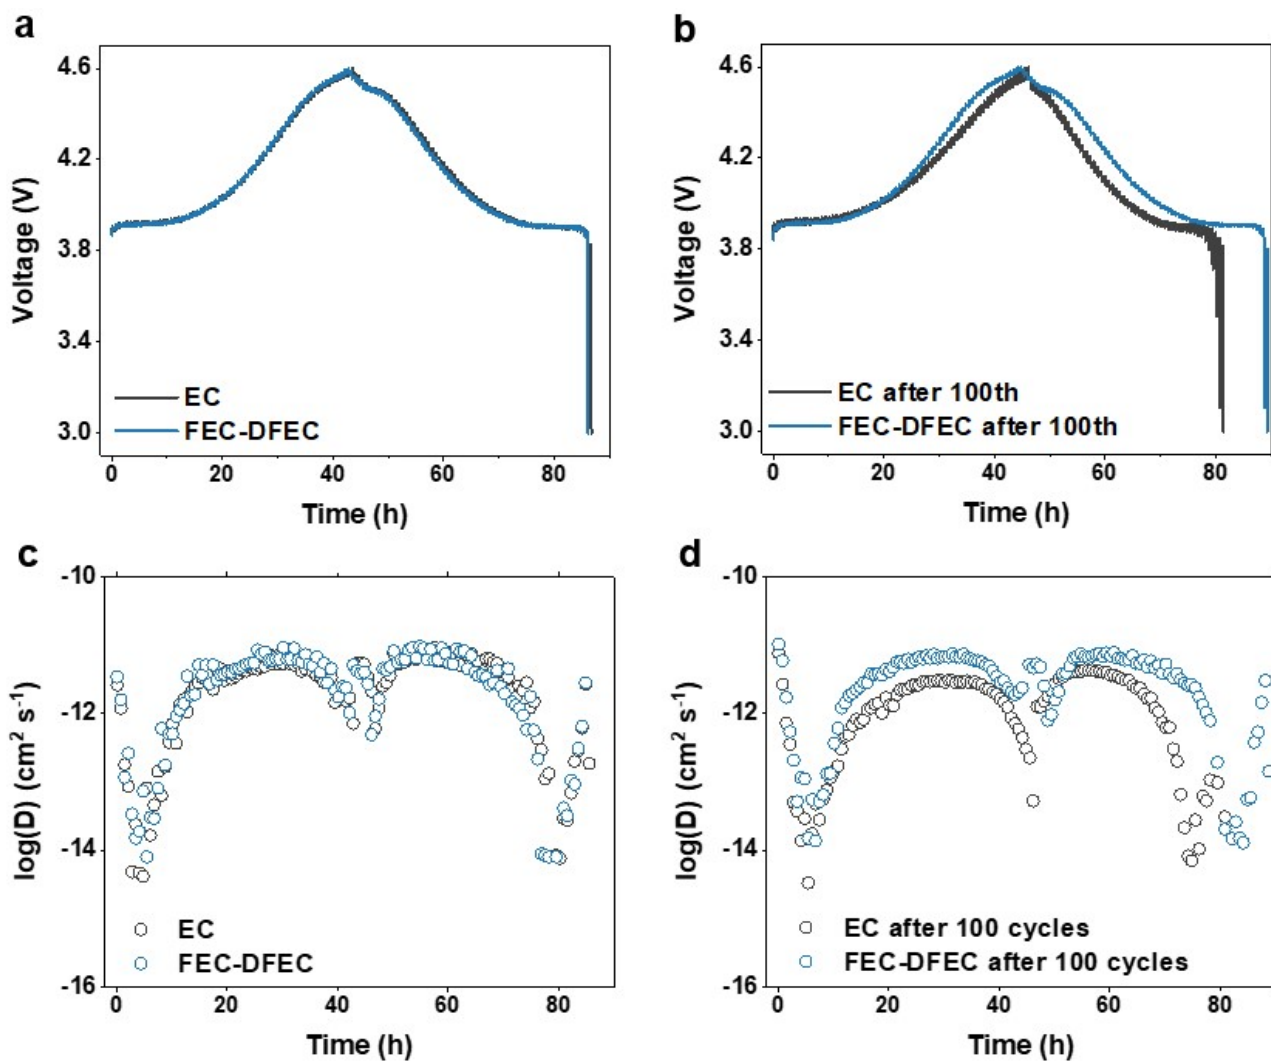 a
4.6
4.2
3.8
3.4
3.0
Voltage (V)
EC
FEC-DFEC
0
20
40
60
80
Time (h)
b
4.6
4.2
3.8
3.4
3.0
Voltage (V)
EC after 100th
FEC-DFEC after 100th
0
20
40
60
80
Time (h)
c
-10
-12
-14
-16
log(D) (cm² s⁻¹)
EC
FEC-DFEC
0
20
40
60
80
Time (h)
d
-10
-12
-14
-16
log(D) (cm² s⁻¹)
EC after 100 cycles
FEC-DFEC after 100 cycles
0
20
40
60
80
Time (h)